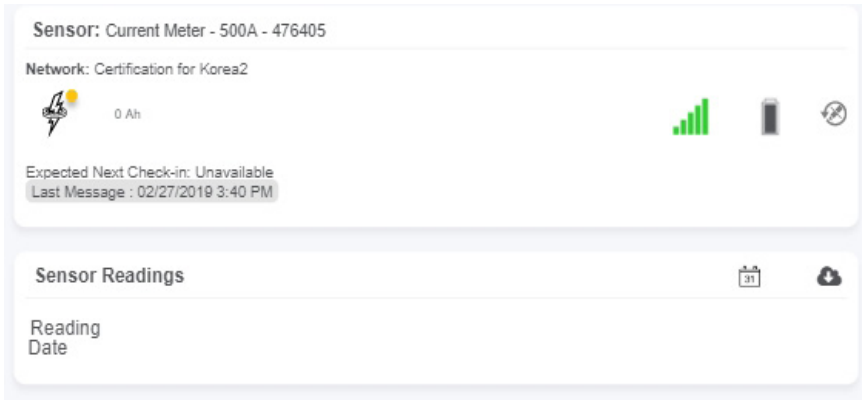 Sensor: Current Meter - 500A - 476405
Network: Certification for Korea2
0 Ah
Expected Next Check-in: Unavailable
Last Message : 02/27/2019 3:40 PM
Sensor Readings
31
Reading
Date